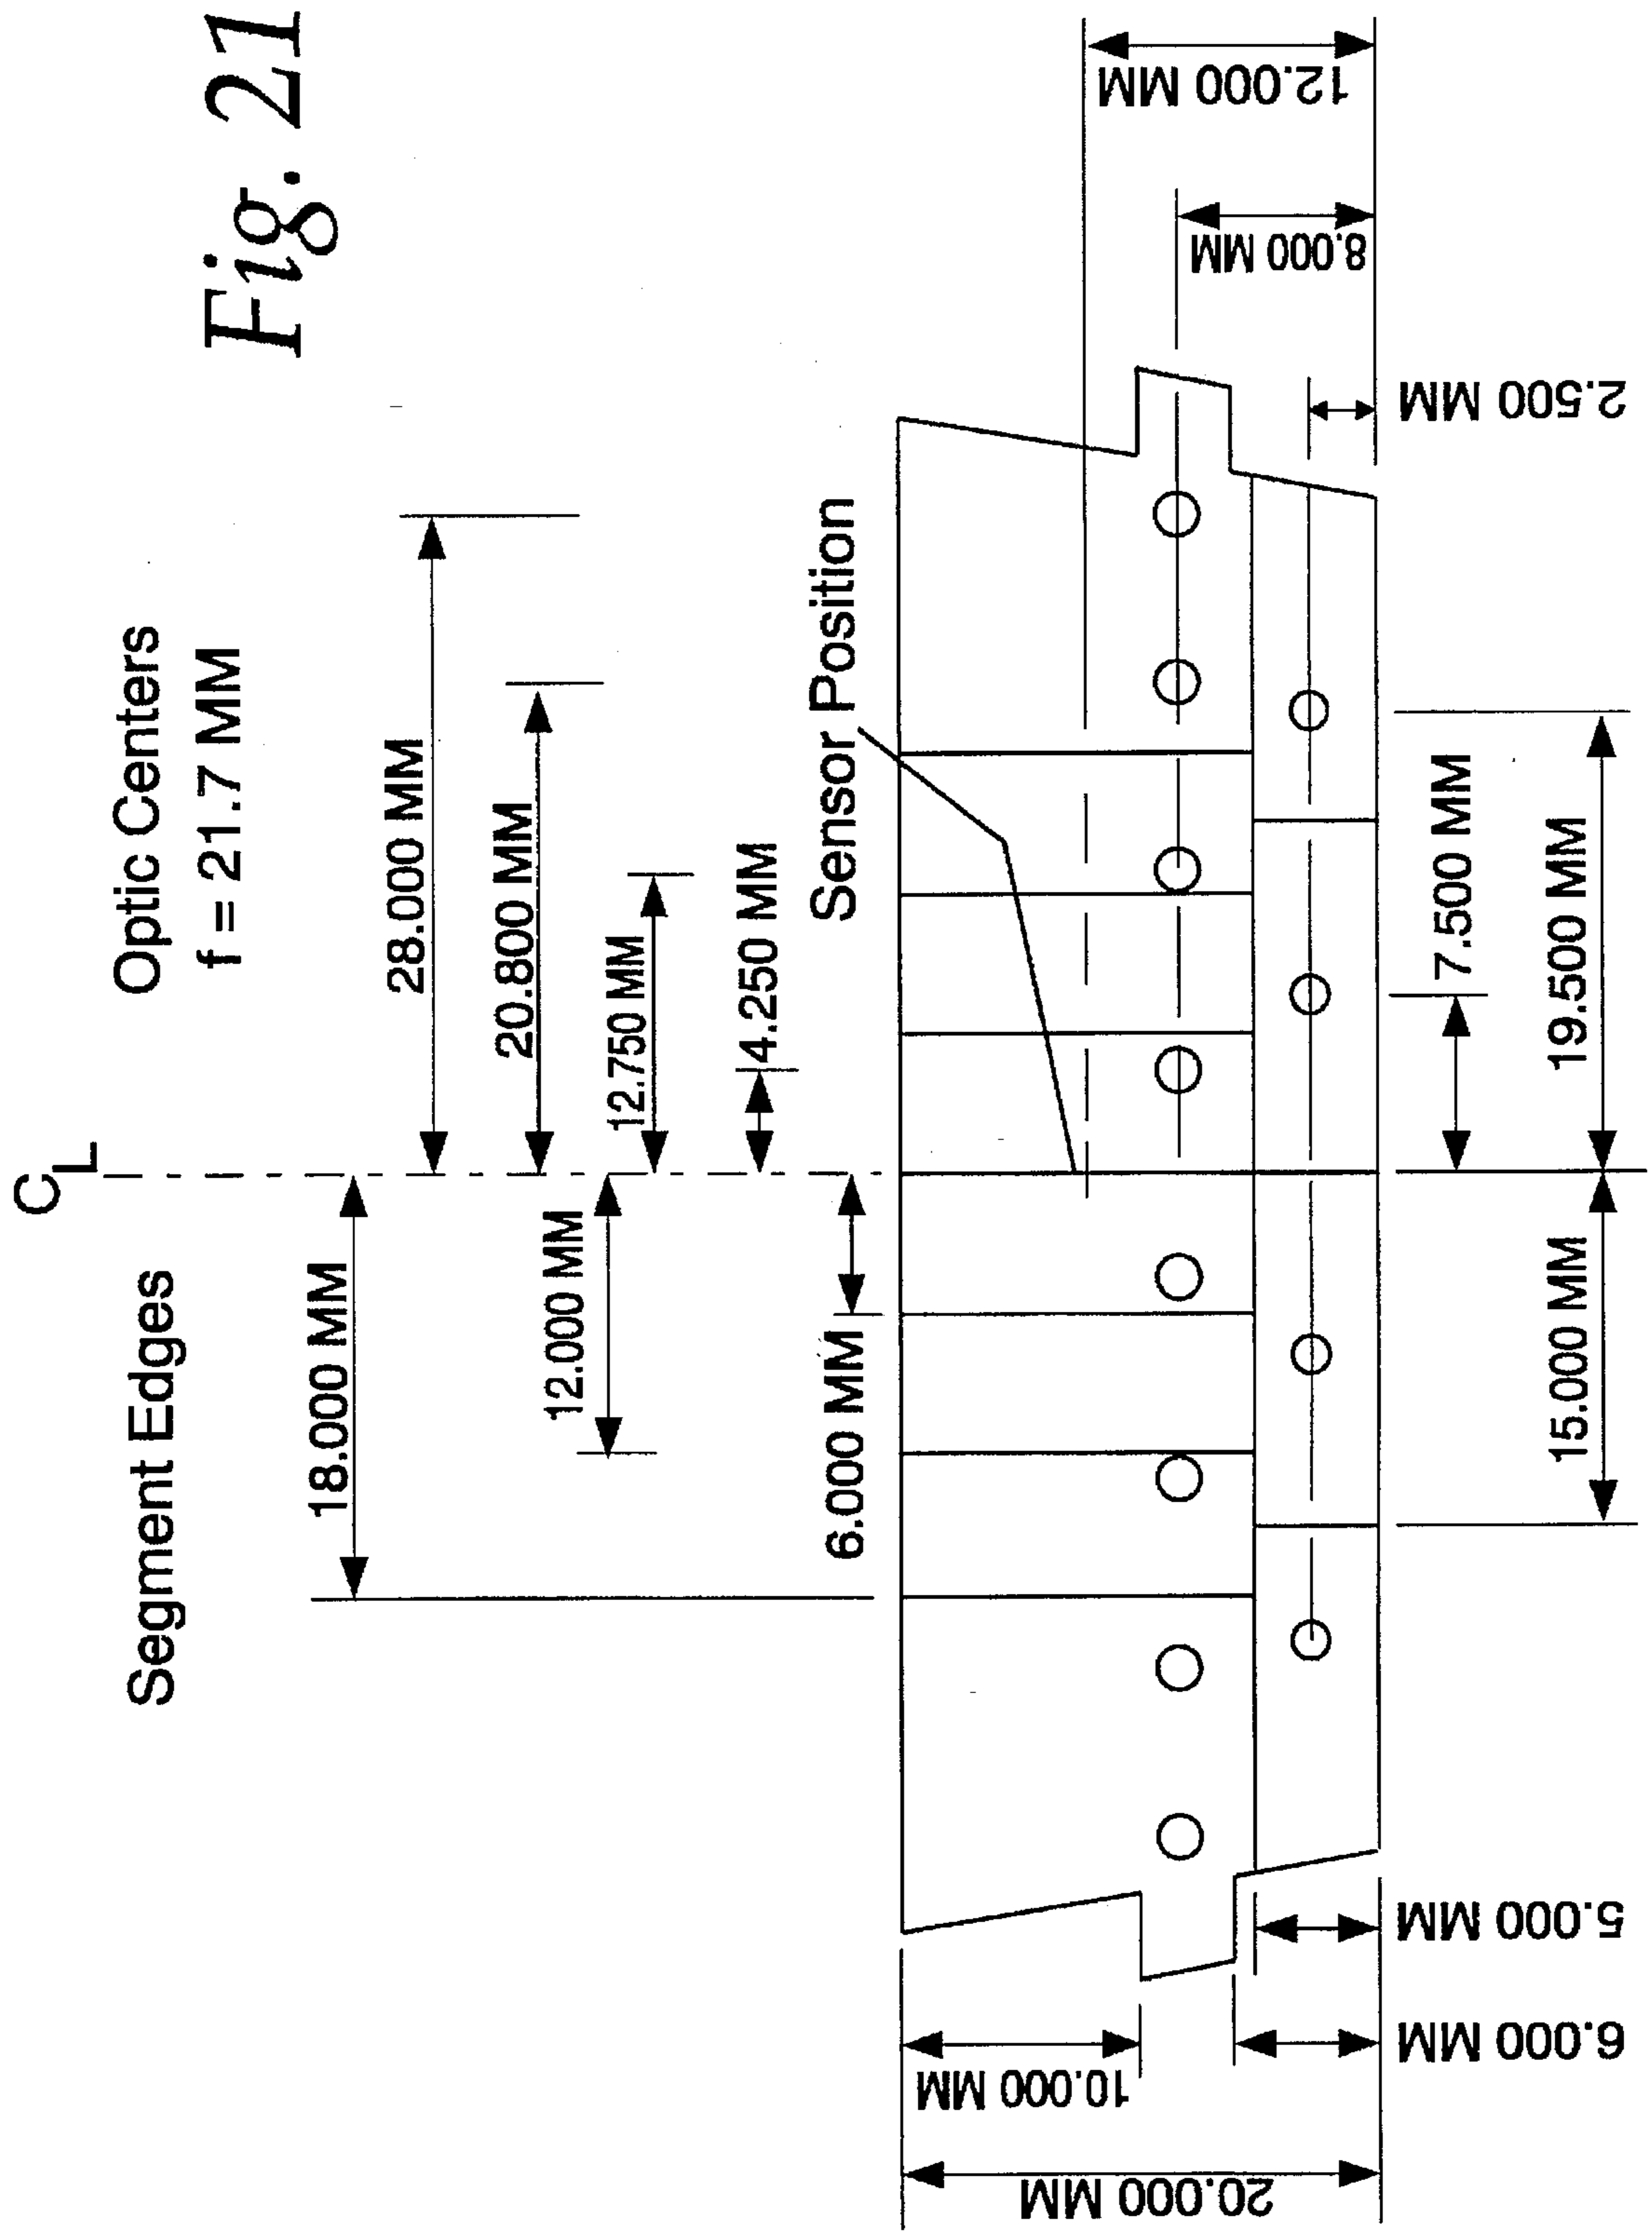 Fig. 21
C
L
Segment Edges
Optic Centers
f = 21.7 MM
18.000 MM
28.000 MM
20.800 MM
12.000 MM
12.750 MM
4.250 MM
6.000 MM
Sensor Position
20.000 MM
10.000 MM
6.000 MM
5.000 MM
12.000 MM
8.000 MM
2.500 MM
7.500 MM
15.000 MM
19.500 MM